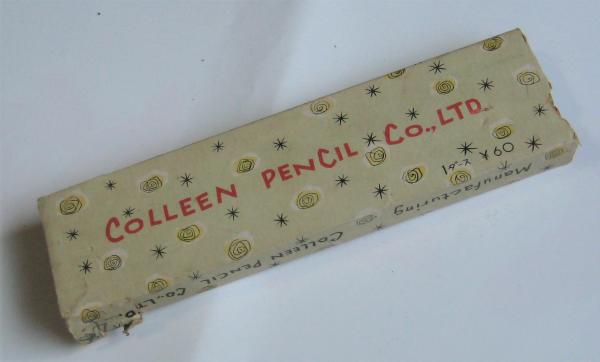 COLLEEN PENCIL CO., LTD.
1ダース ¥60
Manufacturing
COLLEEN PENCIL CO., LTD.